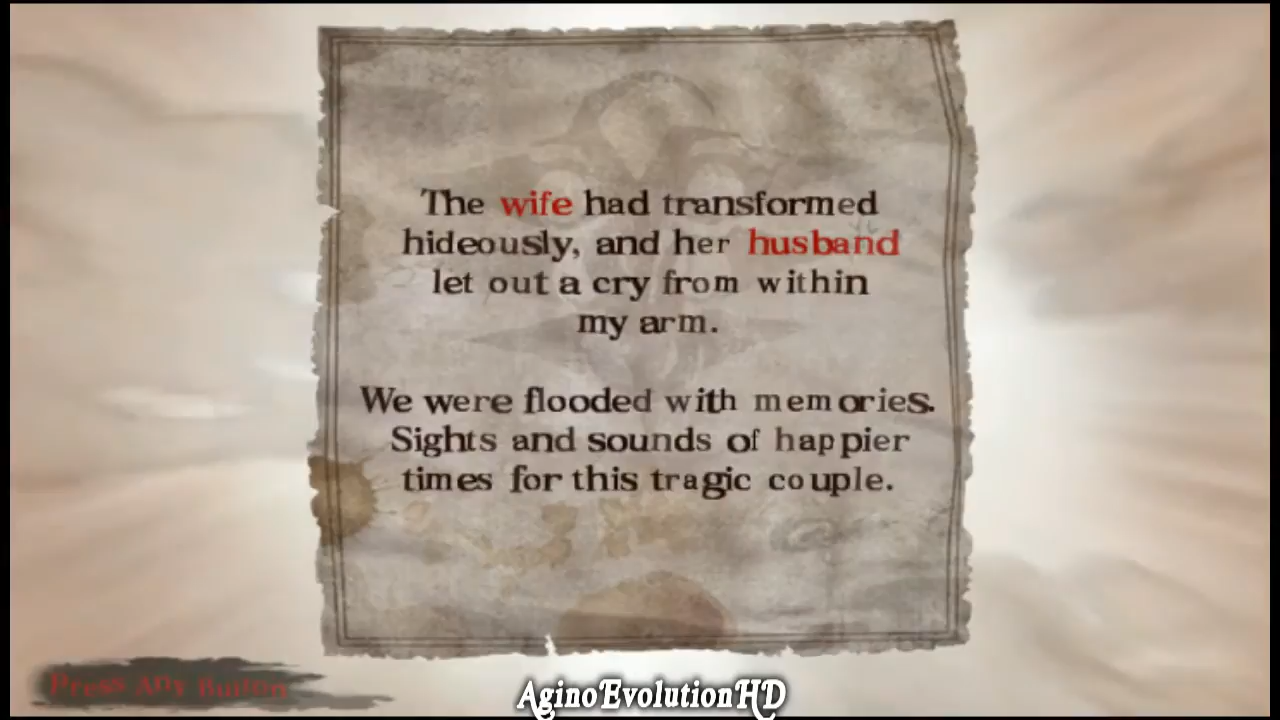 The wife had transformed
hideously, and her husband
let out a cry from within
my arm.
We were flooded with memories.
Sights and sounds of happier
times for this tragic couple.
Press Any Button
AginoEvolutionHD